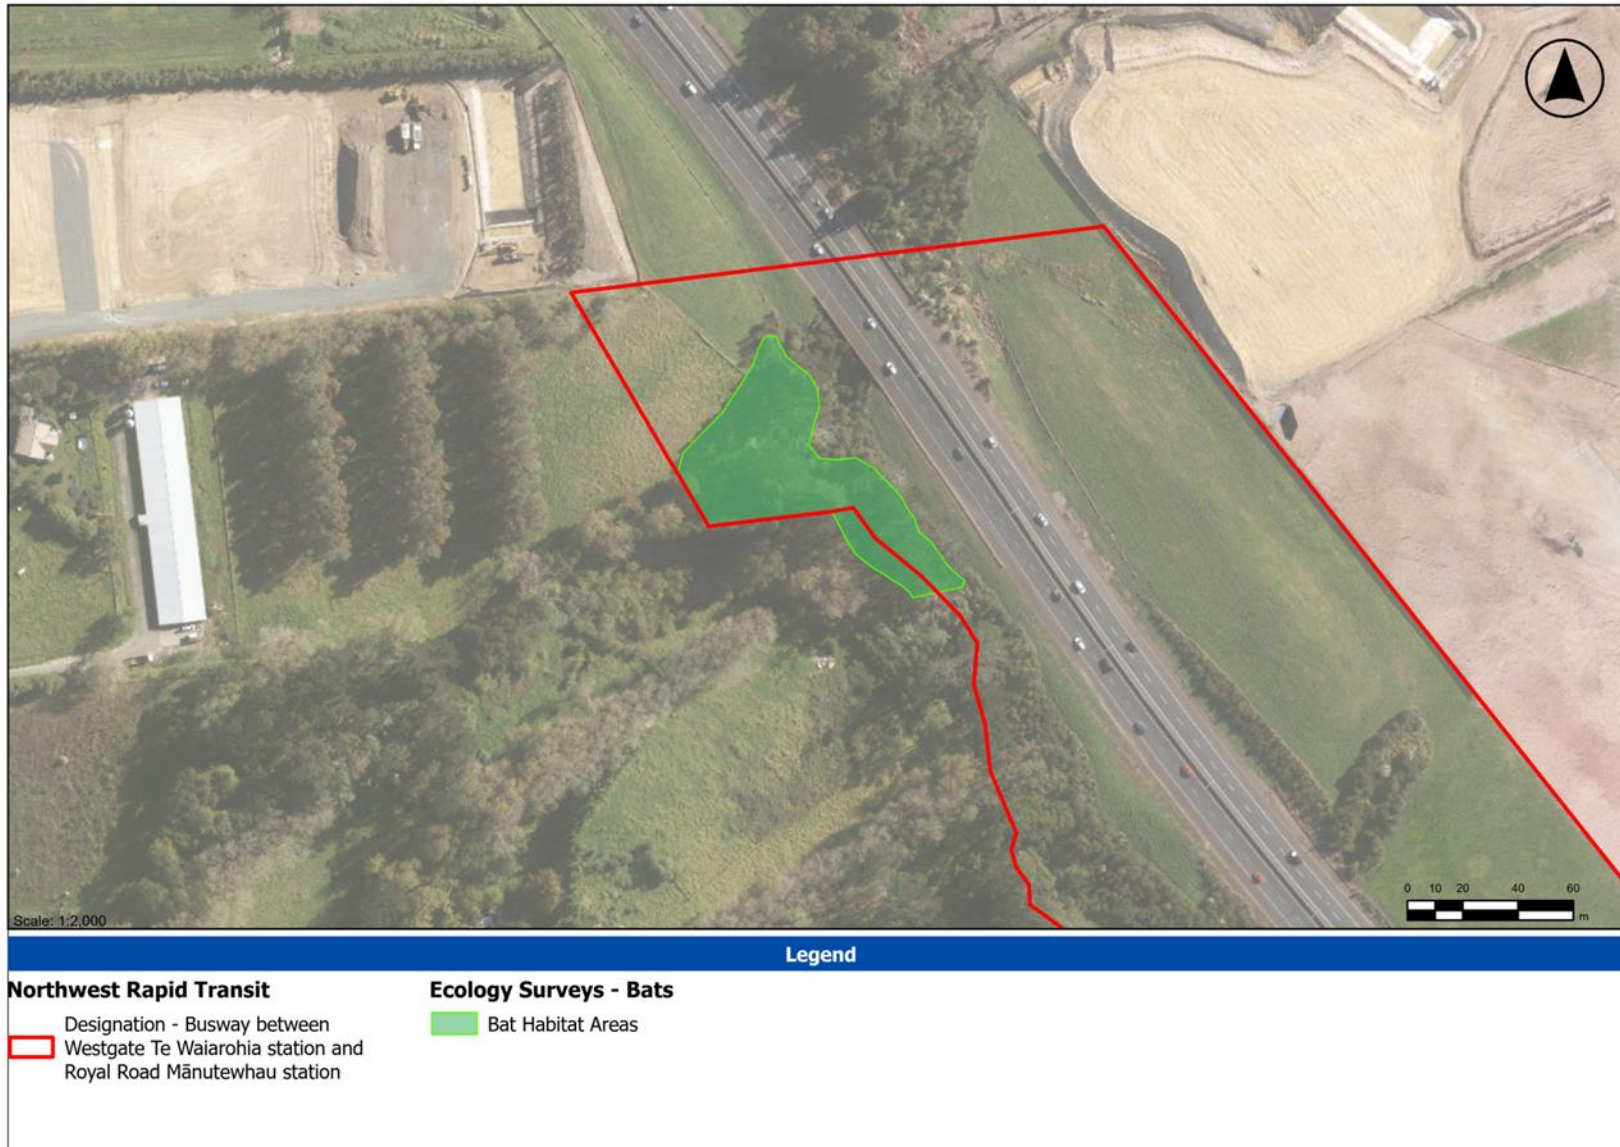 0 10 20 40 60
m
Scale: 1:2,000
Legend
Northwest Rapid Transit
Designation - Busway between
Westgate Te Waiarohia station and
Royal Road Mānutewhau station
Ecology Surveys - Bats
Bat Habitat Areas